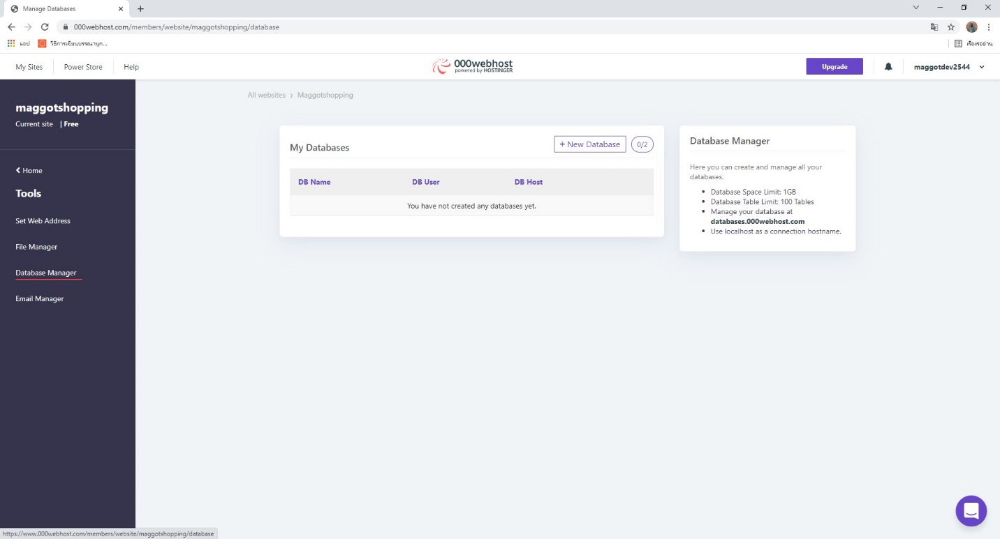 Manage Databases
000webhost.com/members/website/maggotshopping/database
แอป
วิธีการเขียนบรรณานุก...
เรื่องรออ่าน
My Sites
Power Store
Help
000webhost
powered by HOSTINGER
Upgrade
maggotdev2544
maggotshopping
Current site | Free
Home
Tools
Set Web Address
File Manager
Database Manager
Email Manager
All websites › Maggotshopping
My Databases
+ New Database
0/2
DB Name DB User DB Host
You have not created any databases yet.
Database Manager
Here you can create and manage all your
databases.
• Database Space Limit: 1GB
• Database Table Limit: 100 Tables
• Manage your database at
databases.000webhost.com
• Use localhost as a connection hostname.
https://www.000webhost.com/members/website/maggotshopping/database